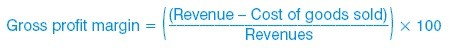 Gross profit margin = ((Revenue – Cost of goods sold) / Revenues) × 100